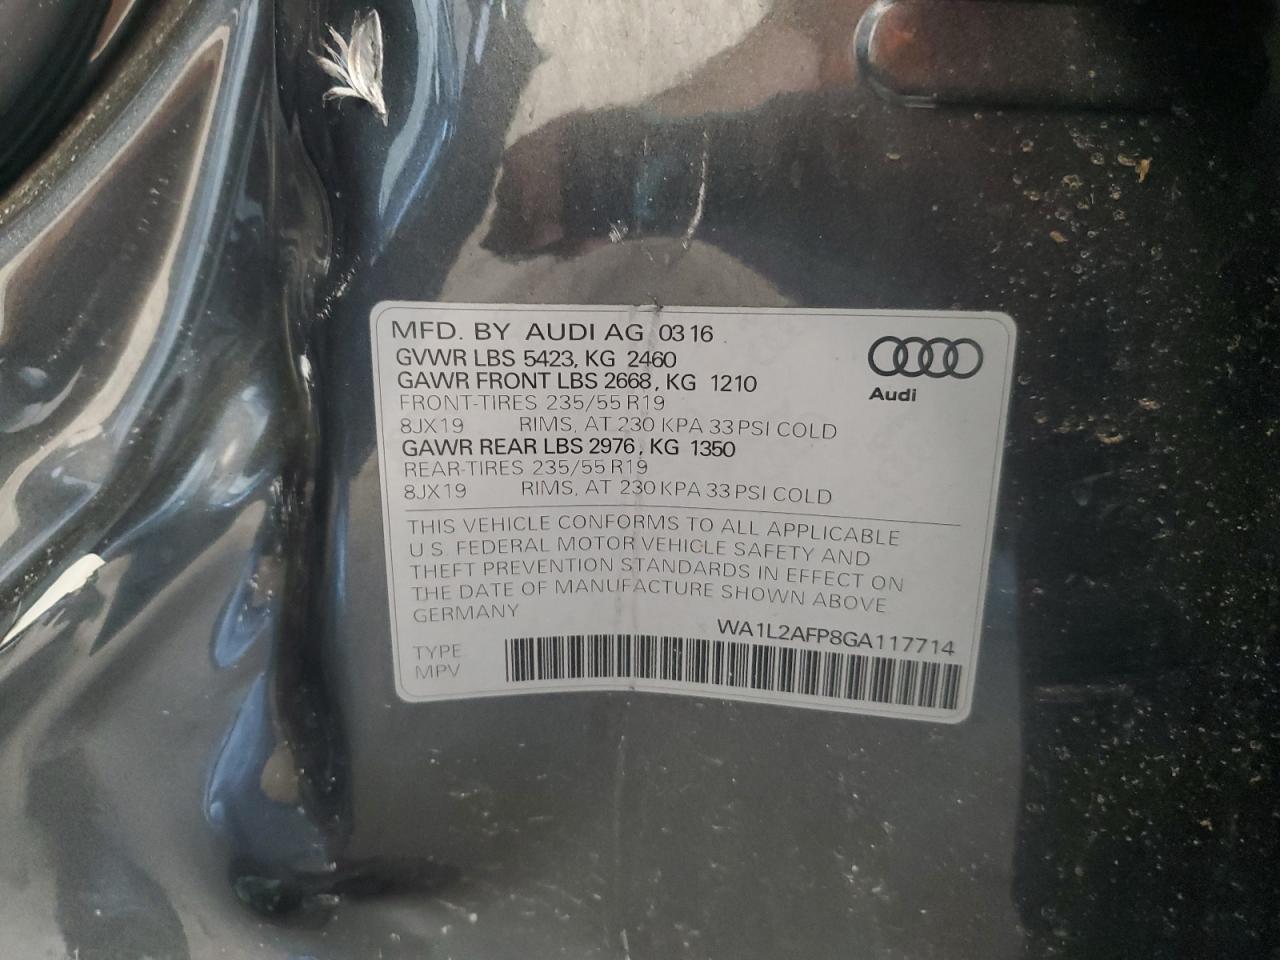 MFD. BY AUDI AG 03 16
GVWR LBS 5423, KG 2460
GAWR FRONT LBS 2668, KG 1210
FRONT-TIRES 235/55 R19
8JX19 RIMS, AT 230 KPA 33 PSI COLD
GAWR REAR LBS 2976, KG 1350
REAR-TIRES 235/55 R19
8JX19 RIMS, AT 230 KPA 33 PSI COLD
Audi
THIS VEHICLE CONFORMS TO ALL APPLICABLE
U.S. FEDERAL MOTOR VEHICLE SAFETY AND
THEFT PREVENTION STANDARDS IN EFFECT ON
THE DATE OF MANUFACTURE SHOWN ABOVE
GERMANY
WA1L2AFP8GA117714
TYPE
MPV